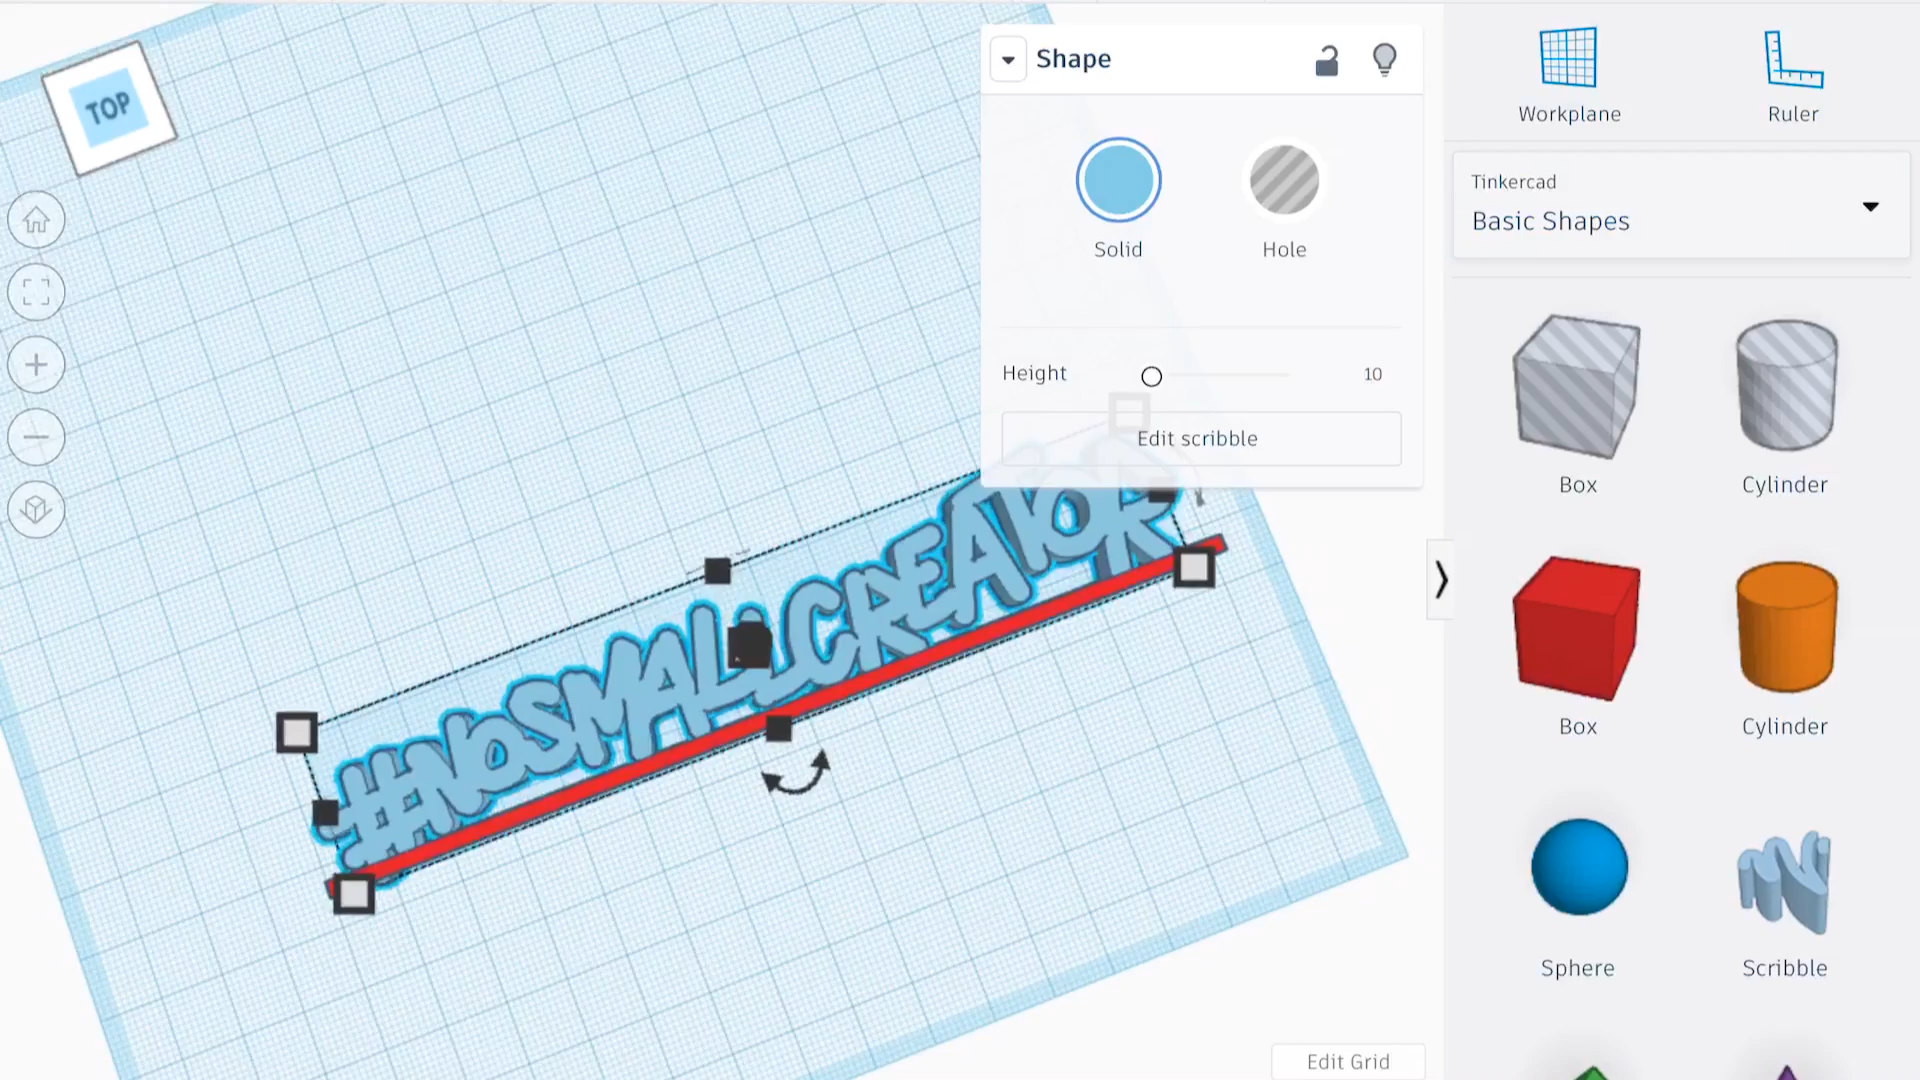 TOP
Shape
Solid
Hole
Height
10
Edit scribble
#NOSMALLCREATOR
Workplane
Ruler
Tinkercad
Basic Shapes
Box
Cylinder
Box
Cylinder
Sphere
Scribble
Edit Grid